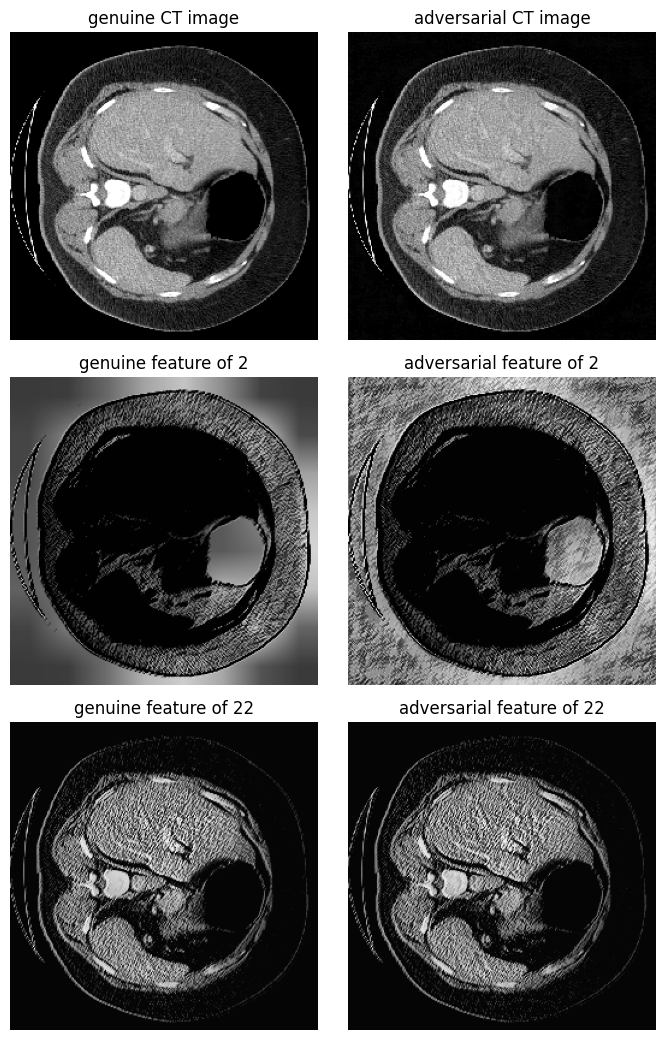 genuine CT image
adversarial CT image
genuine feature of 2
adversarial feature of 2
genuine feature of 22
adversarial feature of 22